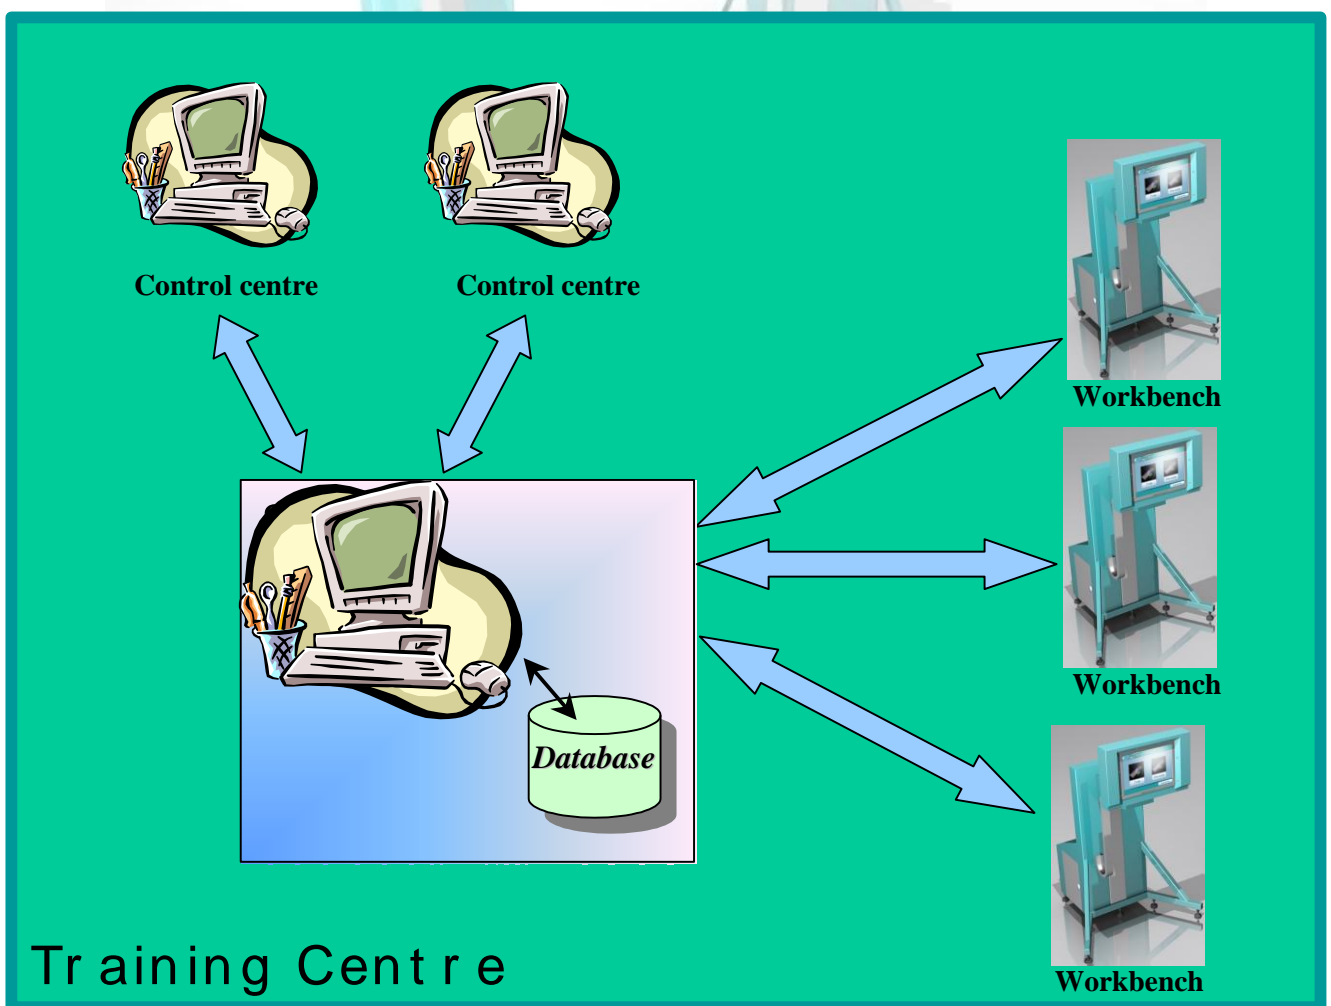 Control centre
Control centre
Workbench
Workbench
Database
Workbench
Training Centre